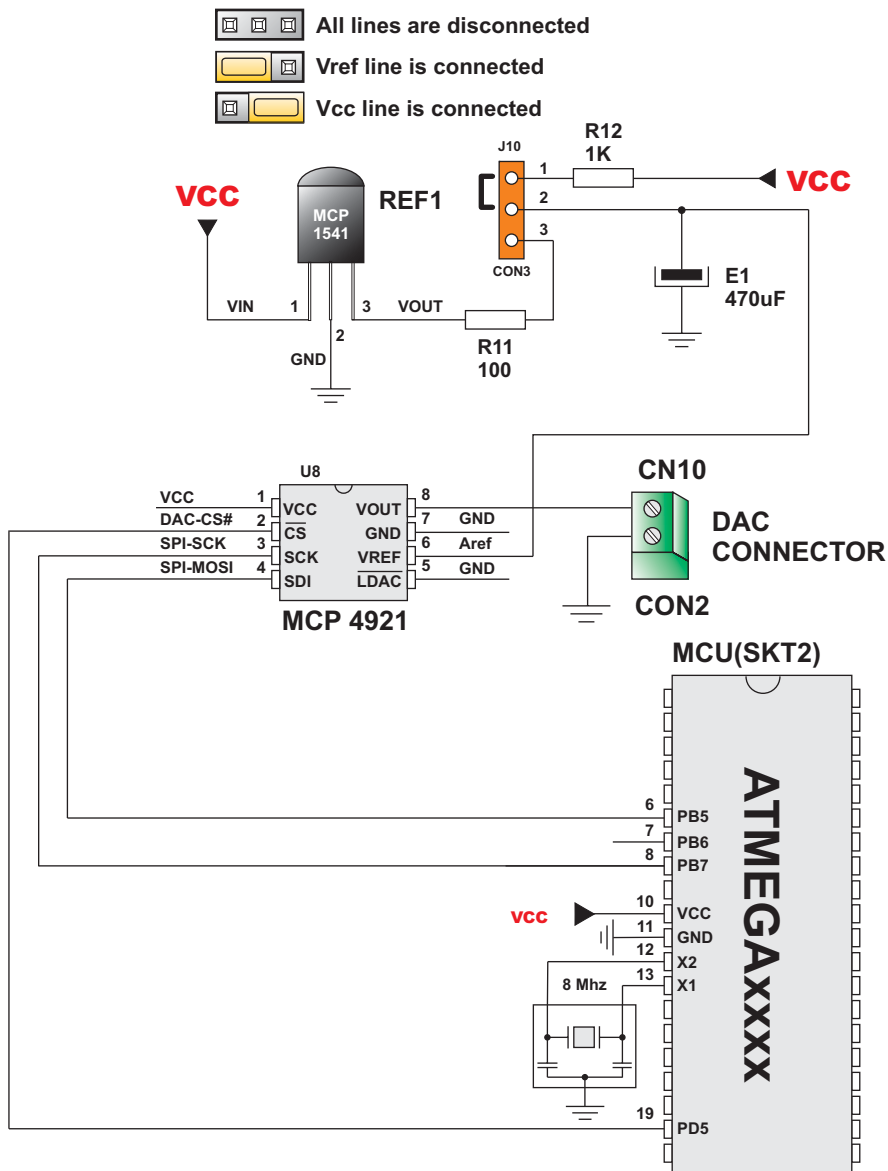 All lines are disconnected
Vref line is connected
Vcc line is connected
R12
1K
J10
1
VCC
2
3
CON3
VCC
MCP
1541
REF1
E1
470uF
VIN
1
2
3
VOUT
GND
R11
100
U8
VCC
1
VCC
VOUT
8
DAC-CS#
2
CS
GND
7
GND
SPI-SCK
3
SCK
VREF
6
Aref
SPI-MOSI
4
SDI
LDAC
5
GND
MCP 4921
CN10
DAC
CONNECTOR
CON2
MCU(SKT2)
ATMEGAxxxx
6
PB5
7
PB6
8
PB7
vcc
10
VCC
11
GND
12
X2
13
X1
8 Mhz
19
PD5